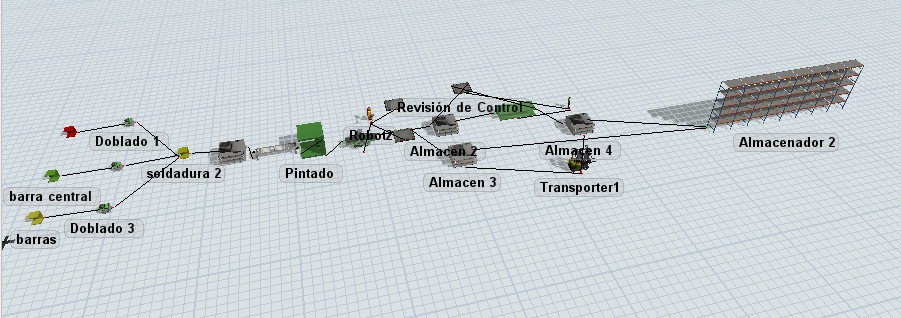 Revisión de Control
Robot2
Doblado 1
Almacen 2
Almacen 4
Almacenador 2
soldadura 2
Pintado
Almacen 3
Transporter1
barra central
Doblado 3
barras